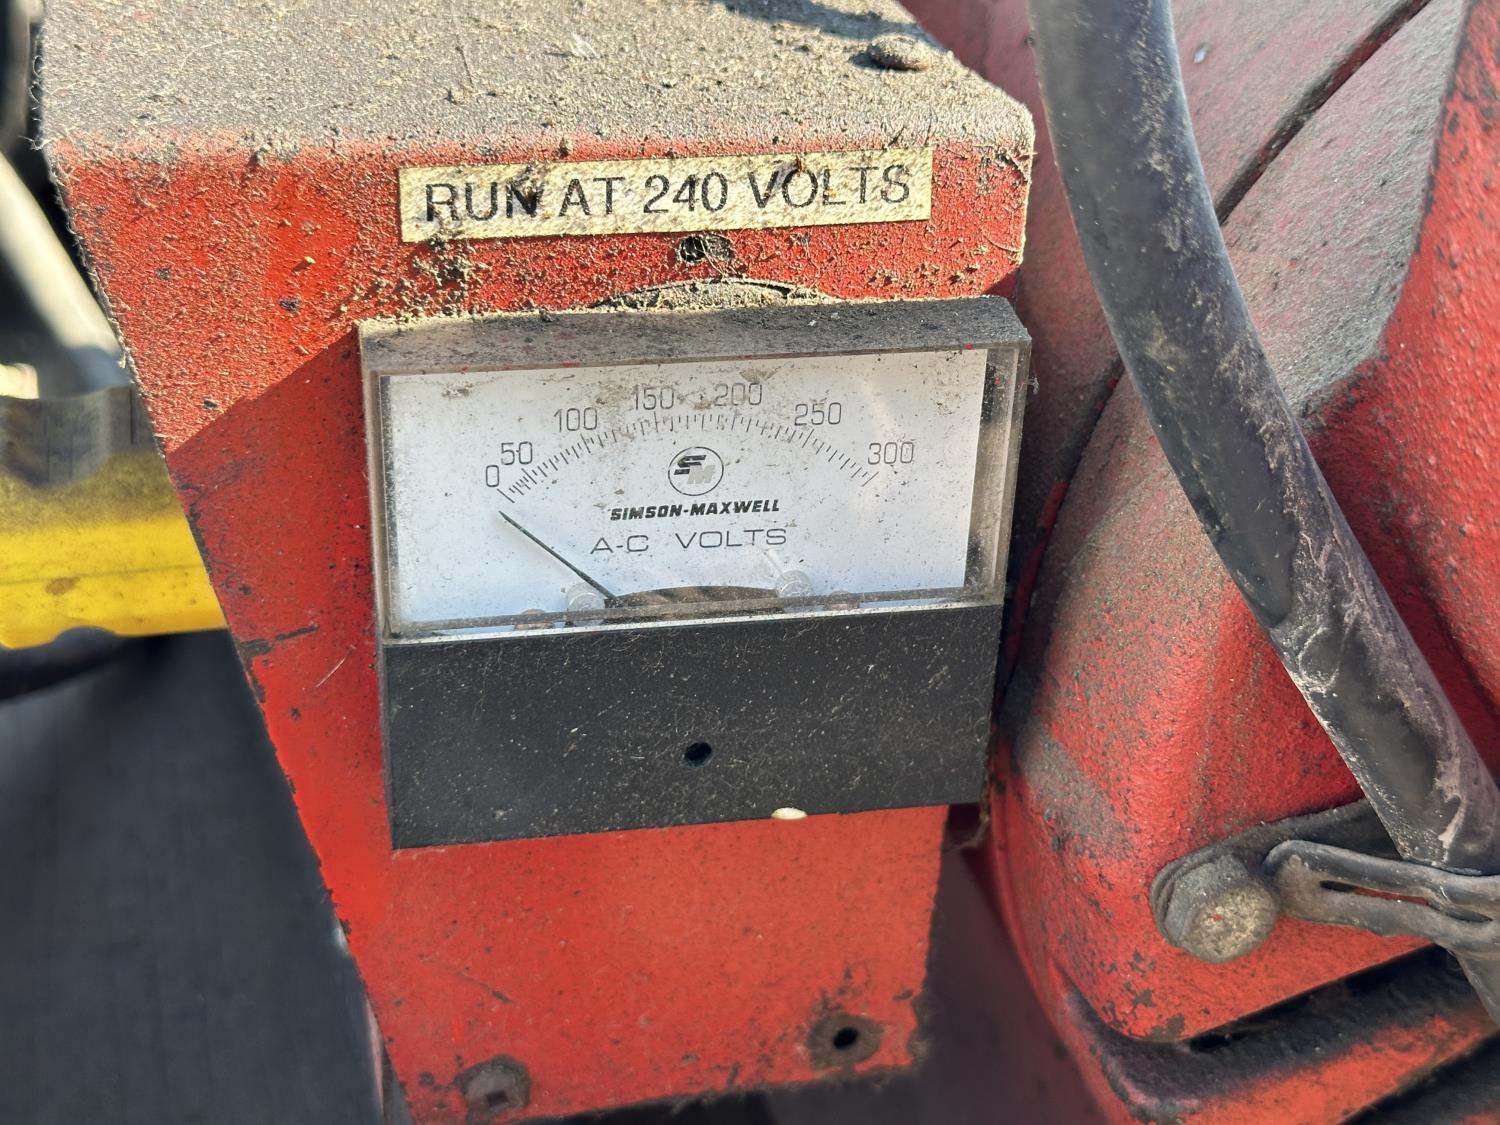 RUN AT 240 VOLTS
0 50 100 150 200 250 300
SM
SIMSON-MAXWELL
A-C VOLTS